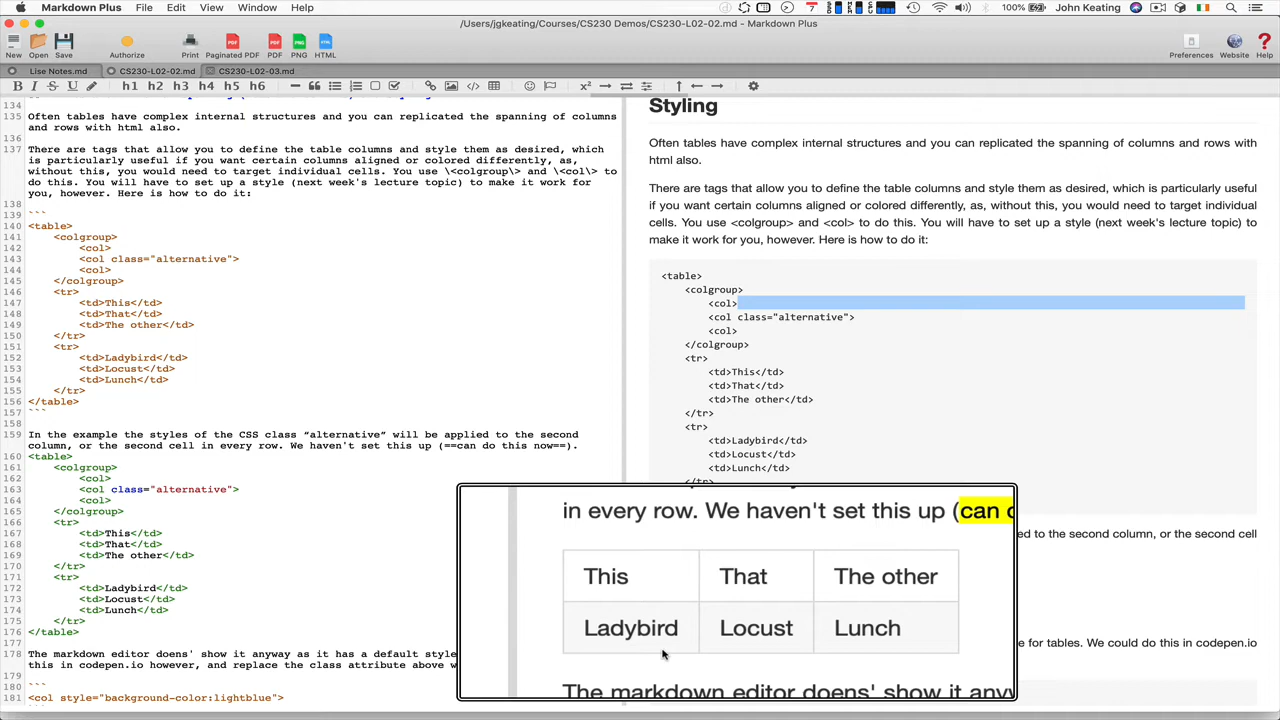 Markdown Plus File Edit View Window Help
7
100%
John Keating
/Users/jgkeating/Courses/CS230 Demos/CS230-L02-02.md - Markdown Plus
New Open Save Authorize Print Paginated PDF PDF PNG HTML Preferences Website Help
Lise Notes.md CS230-L02-02.md CS230-L02-03.md
B I S U h1 h2 h3 h4 h5 h6
134
135 Often tables have complex internal structures and you can replicated the spanning of columns
and rows with html also.
136
137 There are tags that allow you to define the table columns and style them as desired, which
is particularly useful if you want certain columns aligned or colored differently, as,
without this, you would need to target individual cells. You use \<colgroup\> and \<col\> to
do this. You will have to set up a style (next week's lecture topic) to make it work for
you, however. Here is how to do it:
138
139 ```
140 <table>
141 <colgroup>
142 <col>
143 <col class="alternative">
144 <col>
145 </colgroup>
146 <tr>
147 <td>This</td>
148 <td>That</td>
149 <td>The other</td>
150 </tr>
151 <tr>
152 <td>Ladybird</td>
153 <td>Locust</td>
154 <td>Lunch</td>
155 </tr>
156 </table>
157 ```
158
159 In the example the styles of the CSS class “alternative” will be applied to the second
column, or the second cell in every row. We haven't set this up (==can do this now==).
160 <table>
161 <colgroup>
162 <col>
163 <col class="alternative">
164 <col>
165 </colgroup>
166 <tr>
167 <td>This</td>
168 <td>That</td>
169 <td>The other</td>
170 </tr>
171 <tr>
172 <td>Ladybird</td>
173 <td>Locust</td>
174 <td>Lunch</td>
175 </tr>
176 </table>
177
178 The markdown editor doens' show it anyway as it has a default style
this in codepen.io however, and replace the class attribute above w
179
180 ```
181 <col style="background-color:lightblue">
Styling
Often tables have complex internal structures and you can replicated the spanning of columns and rows with
html also.
There are tags that allow you to define the table columns and style them as desired, which is particularly useful
if you want certain columns aligned or colored differently, as, without this, you would need to target individual
cells. You use <colgroup> and <col> to do this. You will have to set up a style (next week's lecture topic) to
make it work for you, however. Here is how to do it:
<table>
<colgroup>
<col>
<col class="alternative">
<col>
</colgroup>
<tr>
<td>This</td>
<td>That</td>
<td>The other</td>
</tr>
<tr>
<td>Ladybird</td>
<td>Locust</td>
<td>Lunch</td>
</tr>
ed to the second column, or the second cell
e for tables. We could do this in codepen.io
in every row. We haven't set this up (can
This That The other
Ladybird Locust Lunch
The markdown editor doens' show it anyw